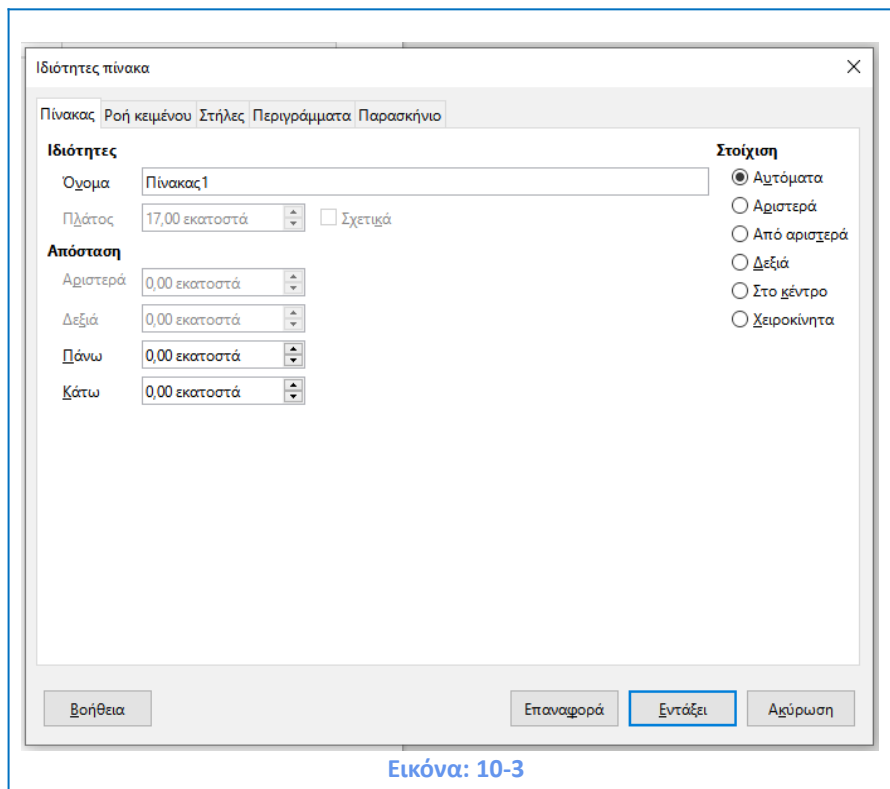 Ιδιότητες πίνακα
Πίνακας Ροή κειμένου Στήλες Περιγράμματα Παρασκήνιο
Ιδιότητες
Όνομα Πίνακας1
Πλάτος 17,00 εκατοστά Σχετικά
Απόσταση
Αριστερά 0,00 εκατοστά
Δεξιά 0,00 εκατοστά
Πάνω 0,00 εκατοστά
Κάτω 0,00 εκατοστά
Στοίχιση
Αυτόματα
Αριστερά
Από αριστερά
Δεξιά
Στο κέντρο
Χειροκίνητα
Βοήθεια Επαναφορά Εντάξει Ακύρωση
Εικόνα: 10-3